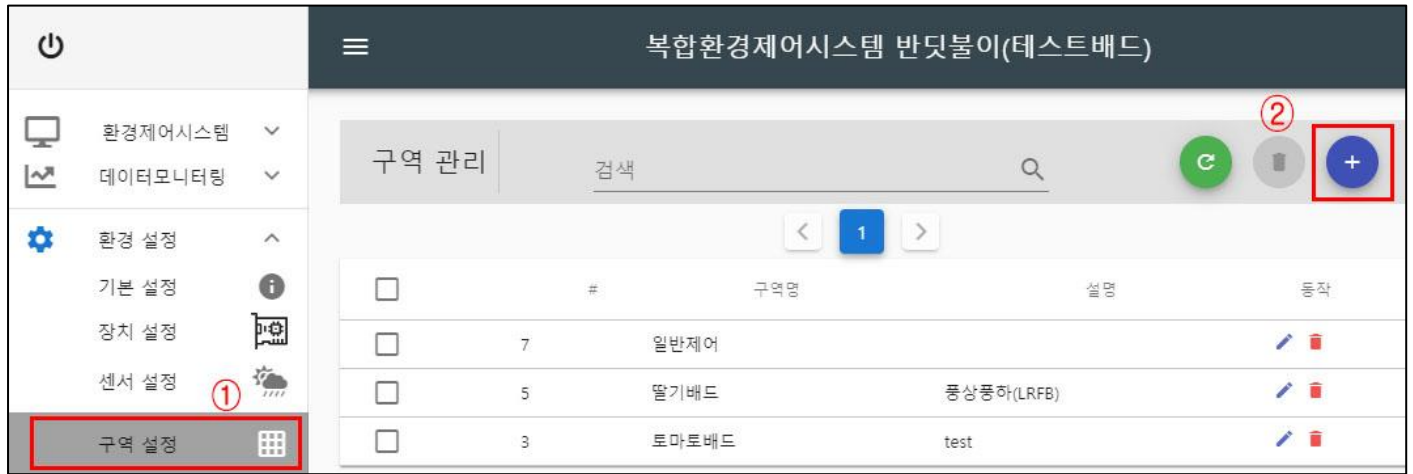 복합환경제어시스템 반딧불이(테스트배드)
환경제어시스템
데이터모니터링
환경 설정
기본 설정
장치 설정
센서 설정
①
구역 설정
②
구역 관리
검색
1
# 구역명 설명 동작
7 일반제어
5 딸기배드 풍상풍하(LRFB)
3 토마토배드 test